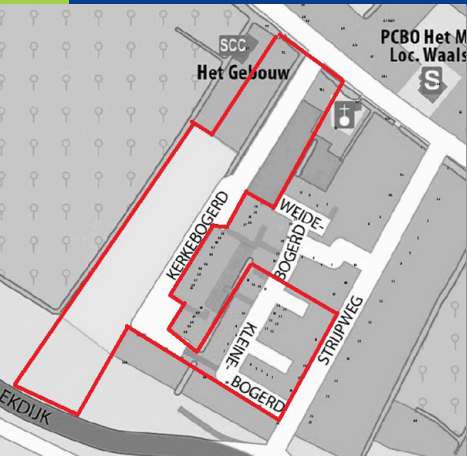 PCBO Het M
Loc. Waals
SCC
Het Gebouw
S
WEIDE-
BOGERD
KERKEBOGERD
STRIJPWEG
KLEINE-
BOGERD
EKDIJK